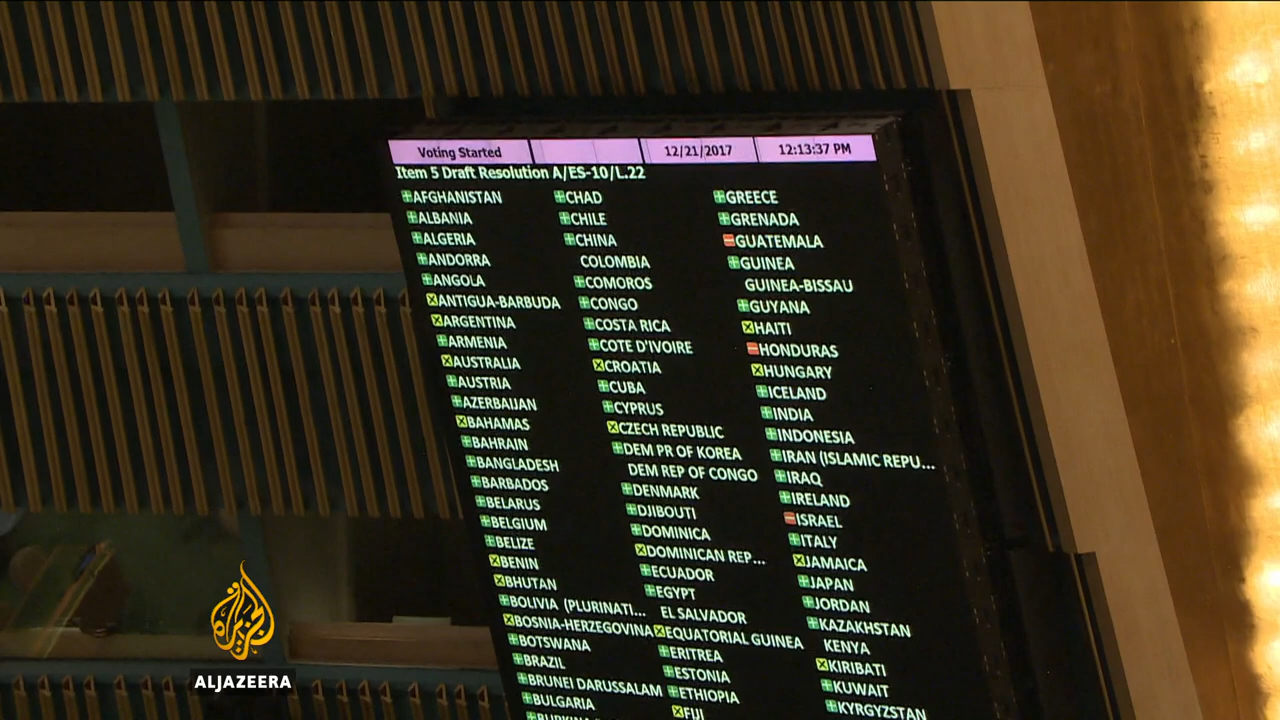 Voting Started 12/21/2017 12:13:37 PM
Item 5 Draft Resolution A/ES-10/L.22
AFGHANISTAN
ALBANIA
ALGERIA
ANDORRA
ANGOLA
ANTIGUA-BARBUDA
ARGENTINA
ARMENIA
AUSTRALIA
AUSTRIA
AZERBAIJAN
BAHAMAS
BAHRAIN
BANGLADESH
BARBADOS
BELARUS
BELGIUM
BELIZE
BENIN
BHUTAN
BOLIVIA (PLURINATI...
BOSNIA-HERZEGOVINA
BOTSWANA
BRAZIL
BRUNEI DARUSSALAM
BULGARIA
CHAD
CHILE
CHINA
COLOMBIA
COMOROS
CONGO
COSTA RICA
COTE D'IVOIRE
CROATIA
CUBA
CYPRUS
CZECH REPUBLIC
DEM PR OF KOREA
DEM REP OF CONGO
DENMARK
DJIBOUTI
DOMINICA
DOMINICAN REP...
ECUADOR
EGYPT
EL SALVADOR
EQUATORIAL GUINEA
ERITREA
ESTONIA
ETHIOPIA
FIJI
GREECE
GRENADA
GUATEMALA
GUINEA
GUINEA-BISSAU
GUYANA
HAITI
HONDURAS
HUNGARY
ICELAND
INDIA
INDONESIA
IRAN (ISLAMIC REPU...
IRAQ
IRELAND
ISRAEL
ITALY
JAMAICA
JAPAN
JORDAN
KAZAKHSTAN
KENYA
KIRIBATI
KUWAIT
KYRGYZSTAN
الجزيرة
ALJAZEERA